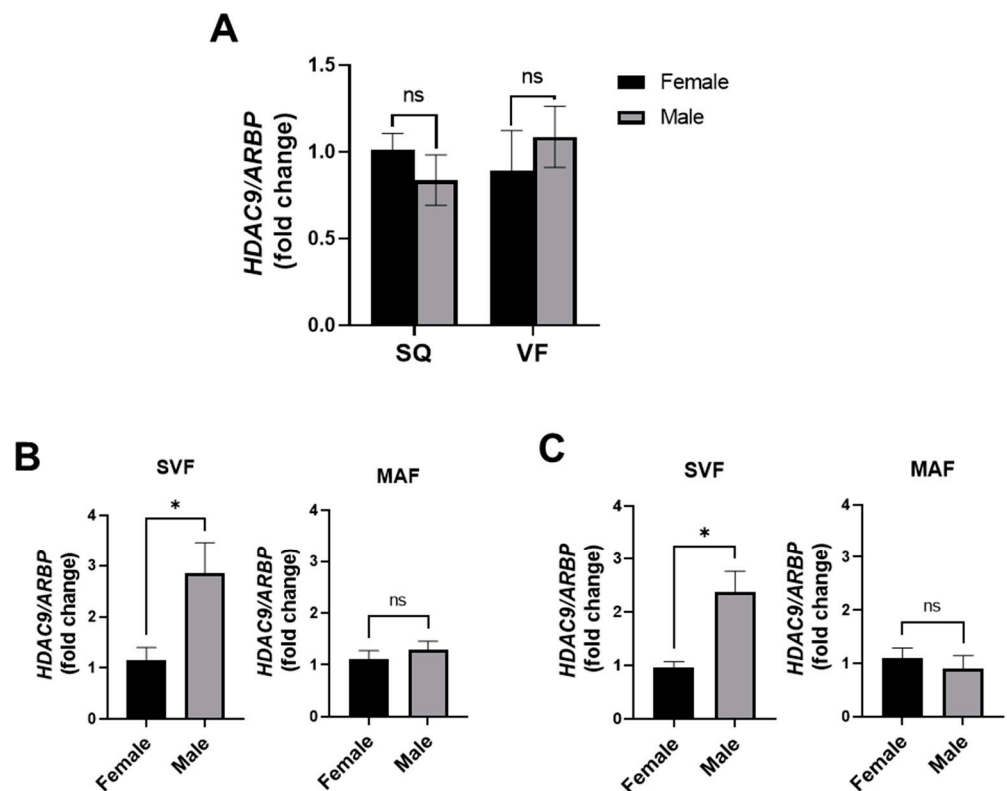 A
HDAC9/ARBP
(fold change)
1.5
1.0
0.5
0.0
ns
ns
SQ
VF
Female
Male
B
SVF
HDAC9/ARBP
(fold change)
4
3
2
1
0
*
Female
Male
MAF
HDAC9/ARBP
(fold change)
4
3
2
1
0
ns
Female
Male
C
SVF
HDAC9/ARBP
(fold change)
4
3
2
1
0
*
Female
Male
MAF
HDAC9/ARBP
(fold change)
4
3
2
1
0
ns
Female
Male